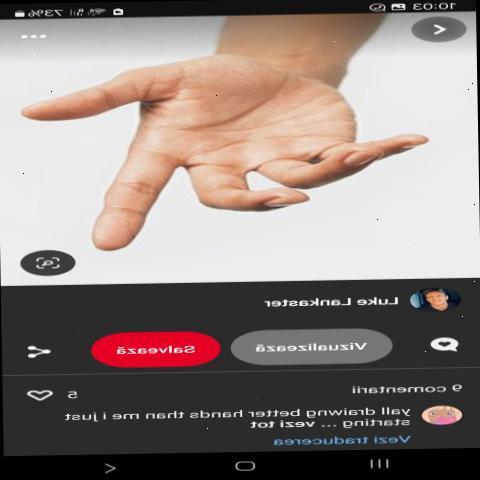 10:03
73%
Luke Lankaster
Vizualizează
Salvează
9 comentarii
5
yall draiwng better hands than me i just
starting ... vezi tot
Vezi traducerea